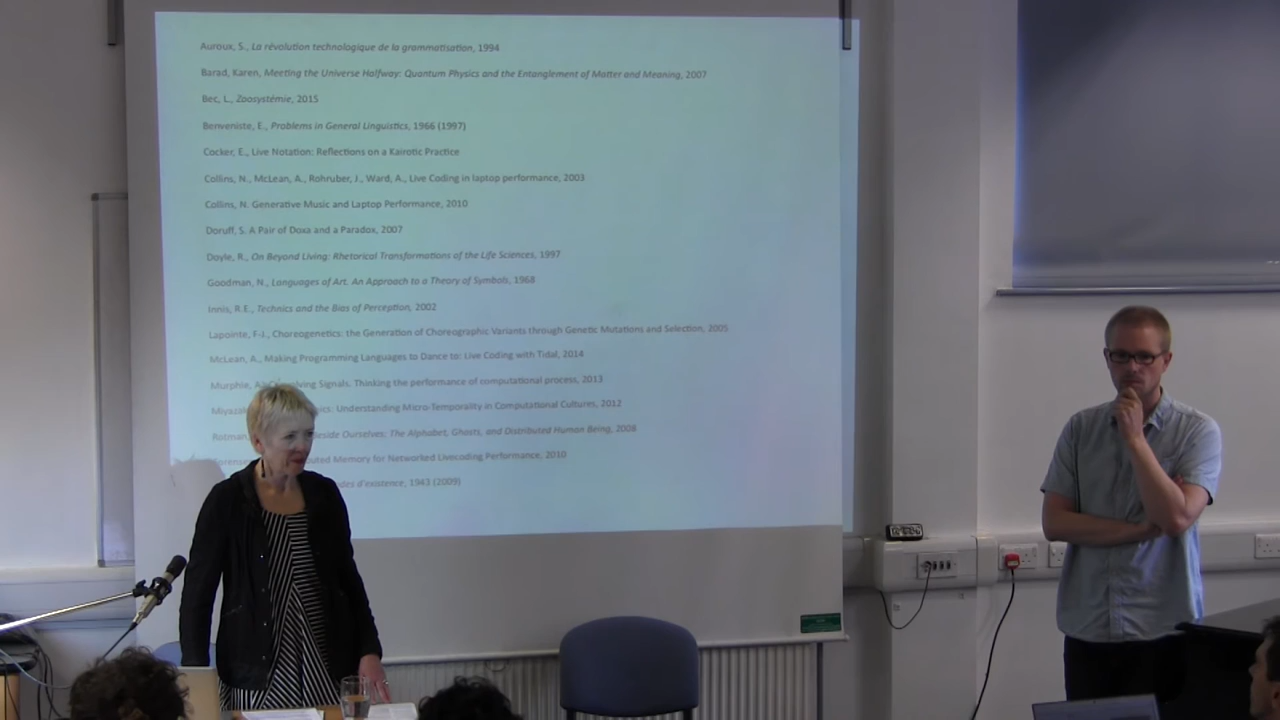 Auroux, S., La révolution technologique de la grammatisation, 1994
Barad, Karen, Meeting the Universe Halfway: Quantum Physics and the Entanglement of Matter and Meaning, 2007
Bec, L., Zoosystémie, 2015
Benveniste, E., Problems in General Linguistics, 1966 (1997)
Cocker, E., Live Notation: Reflections on a Kairotic Practice
Collins, N., McLean, A., Rohruber, J., Ward, A., Live Coding in laptop performance, 2003
Collins, N. Generative Music and Laptop Performance, 2010
Doruff, S. A Pair of Doxa and a Paradox, 2007
Doyle, R., On Beyond Living: Rhetorical Transformations of the Life Sciences, 1997
Goodman, N., Languages of Art. An Approach to a Theory of Symbols, 1968
Innis, R.E., Technics and the Bias of Perception, 2002
Lapointe, F-J., Choreogenetics: the Generation of Choreographic Variants through Genetic Mutations and Selection, 2005
McLean, A., Making Programming Languages to Dance to: Live Coding with Tidal, 2014
Murphie, Signals. Thinking the performance of computational process, 2013
Understanding Micro-Temporality in Computational Cultures, 2012
Rotman, Beside Ourselves: The Alphabet, Ghosts, and Distributed Human Being, 2008
Memory for Networked Livecoding Performance, 2010
d'existence, 1943 (2009)